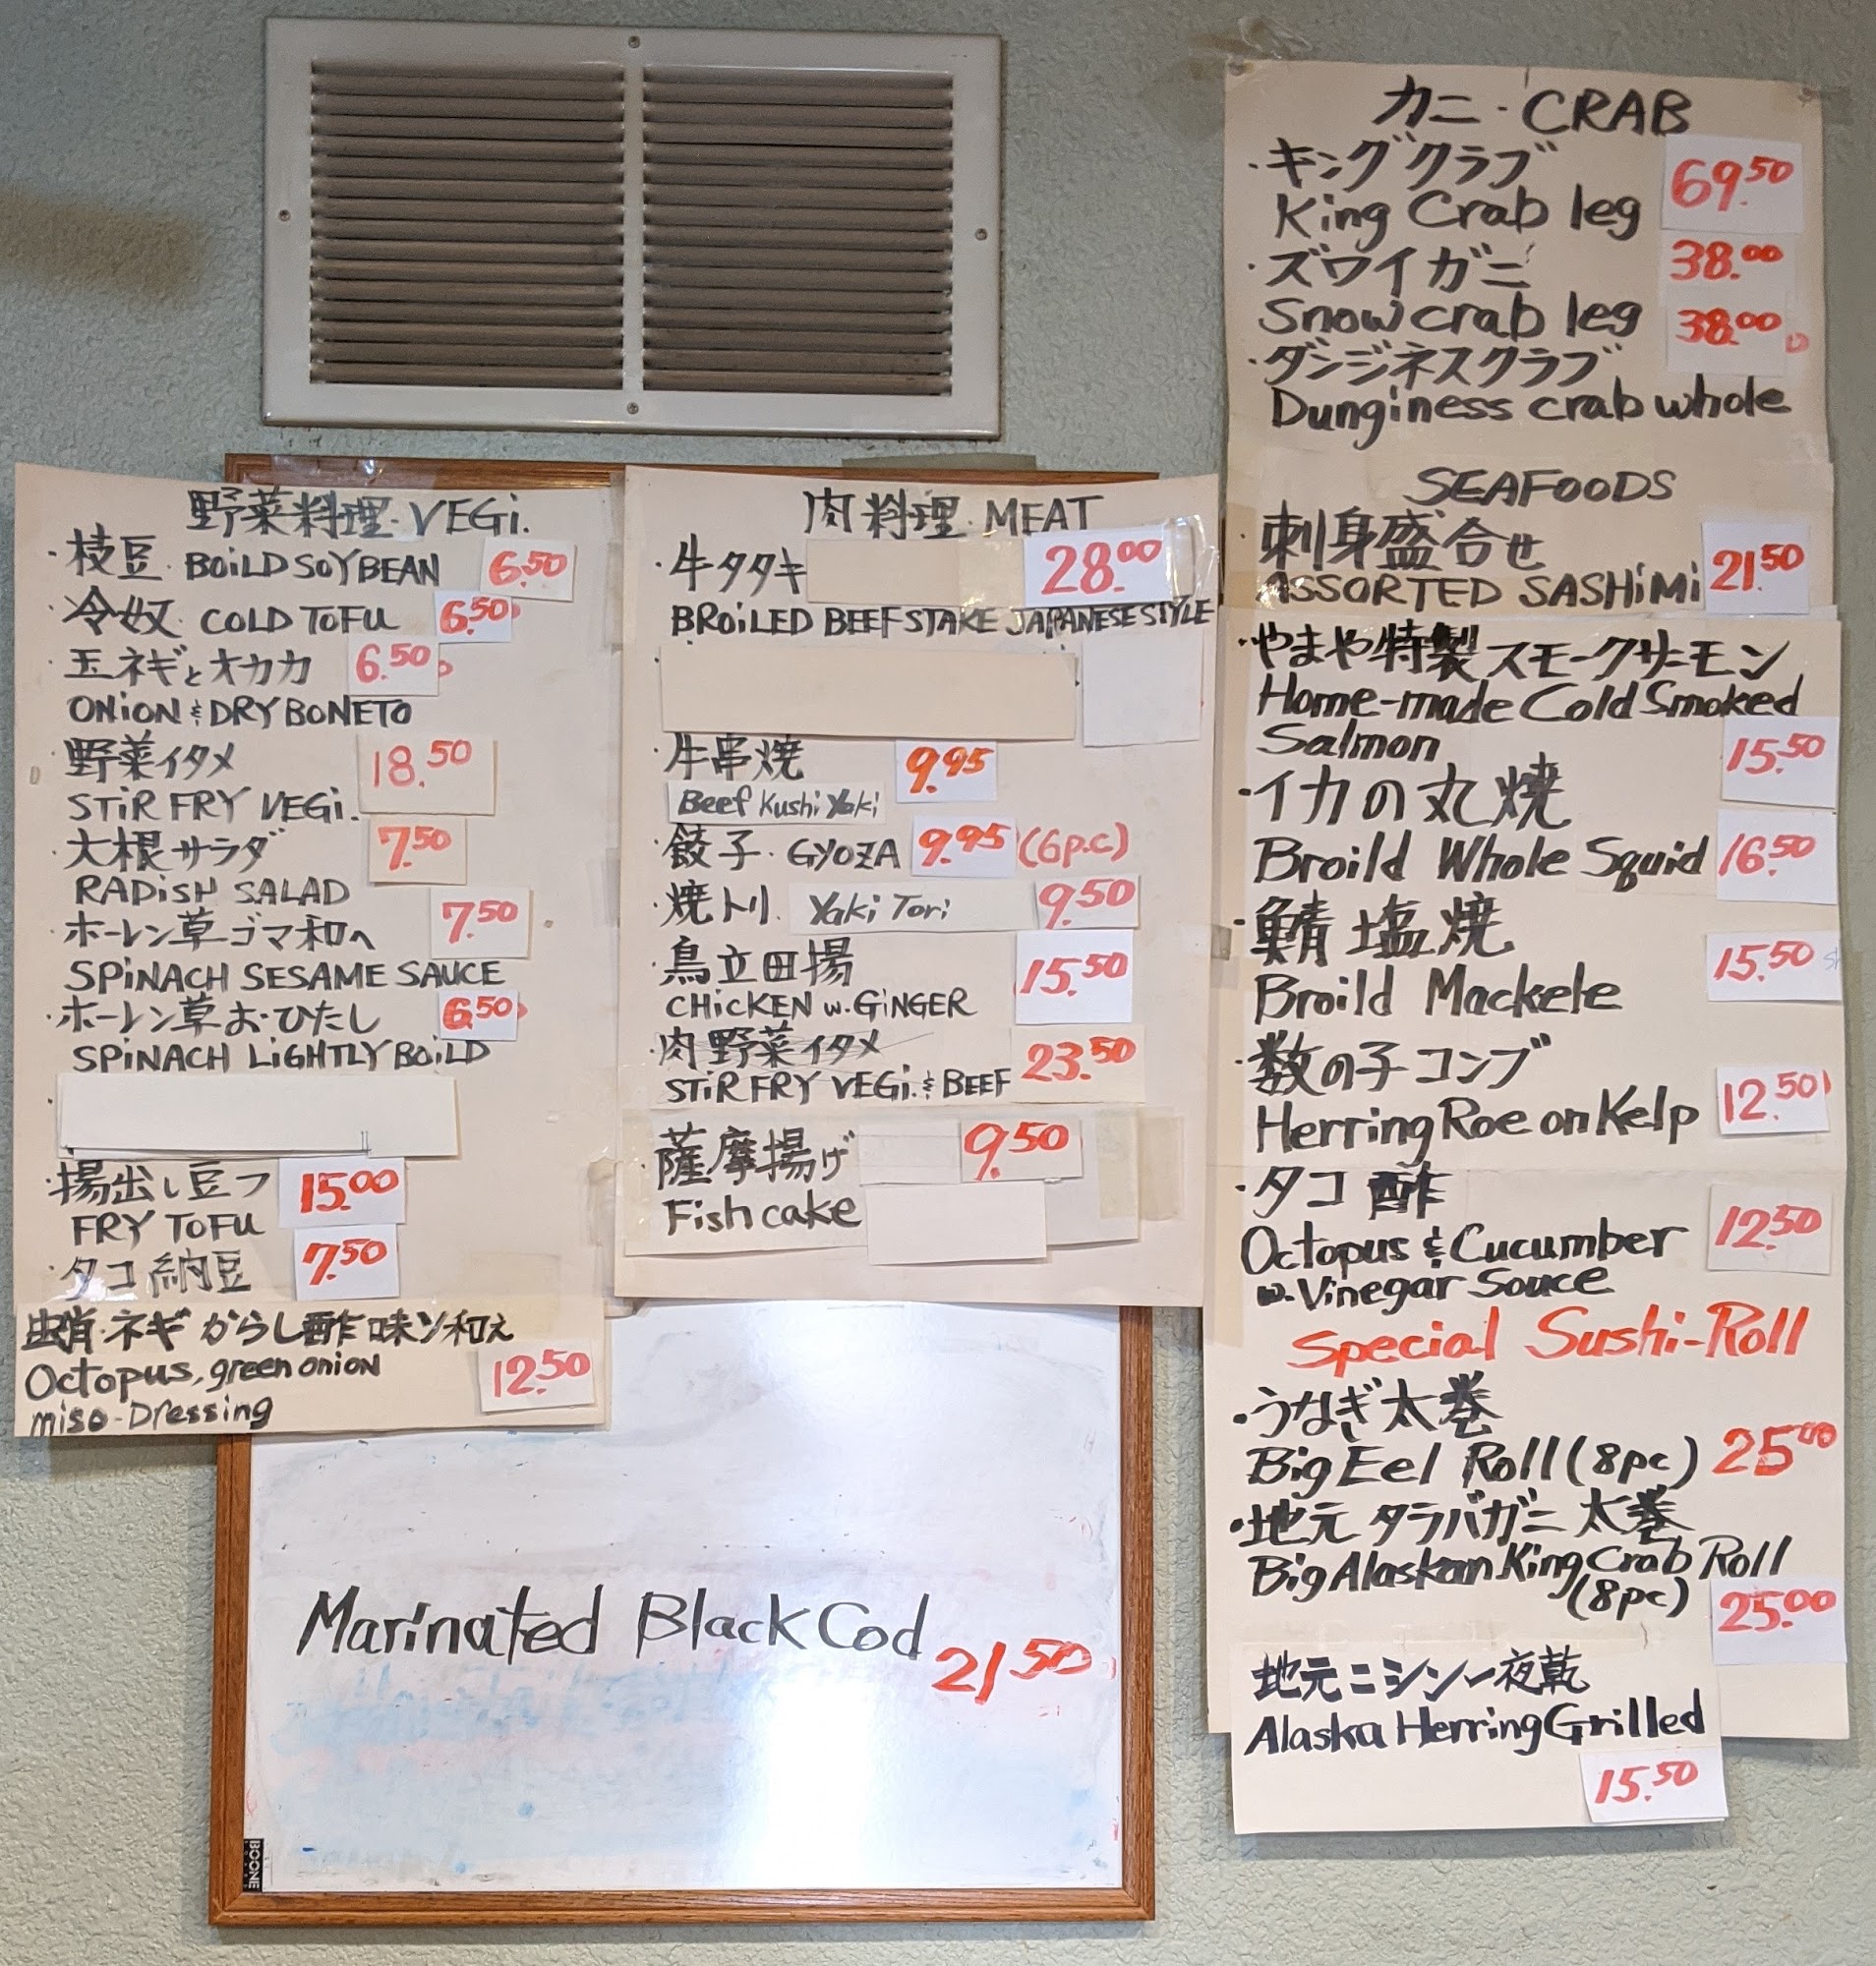 野菜料理・VEGi.
・枝豆 BOiLD SOYBEAN 6.50
・冷奴 COLD TOFU 6.50
・玉ネギとオカカ 6.50
ONiON & DRY BONETO
・野菜イタメ 18.50
STiR FRY VEGi.
・大根サラダ 7.50
RADiSH SALAD
・ホーレン草ゴマ和へ 7.50
SPiNACH SESAME SAUCE
・ホーレン草おひたし 6.50
SPiNACH LiGHTLY BOiLD
・揚出し豆フ 15.00
FRY TOFU
・タコ納豆 7.50
蛸・ネギからし酢味ソ和え
Octopus, green onion
miso-Dressing 12.50
肉料理・MEAT
・牛タタキ 28.00
BROiLED BEEF STAKE JAPANESE STYLE
牛串焼 9.95
Beef Kushi Yaki
・餃子・GYOZA 9.95 (6p.c)
・焼トリ Yaki Tori 9.50
・鳥立田揚 15.50
CHiCKEN w. GiNGER
・肉野菜イタメ 23.50
STiR FRY VEGi. & BEEF
・薩摩揚げ 9.50
Fish cake
Marinated Black Cod 21.50
BOONE
カニ・CRAB
・キングクラブ 69.50
King Crab leg
・ズワイガニ 38.00
Snow crab leg 38.00
・ダンジネスクラブ
Dunginess crab whole
SEAFOODS
・刺身盛合せ 21.50
ASSORTED SASHiMi
・やまや特製スモークサーモン
Home-made Cold Smoked
Salmon 15.50
・イカの丸焼
Broild Whole Squid 16.50
・鯖塩焼 15.50
Broild Mackele
・数の子コンブ
Herring Roe on Kelp 12.50
・タコ酢
Octopus & Cucumber 12.50
w. Vinegar Souce
Special Sushi-Roll
・うなぎ太巻
Big Eel Roll (8pc) 25.00
・地元タラバガニ太巻
Big Alaskan King Crab Roll
(8pc) 25.00
地元ニシン一夜乾
Alaska Herring Grilled
15.50